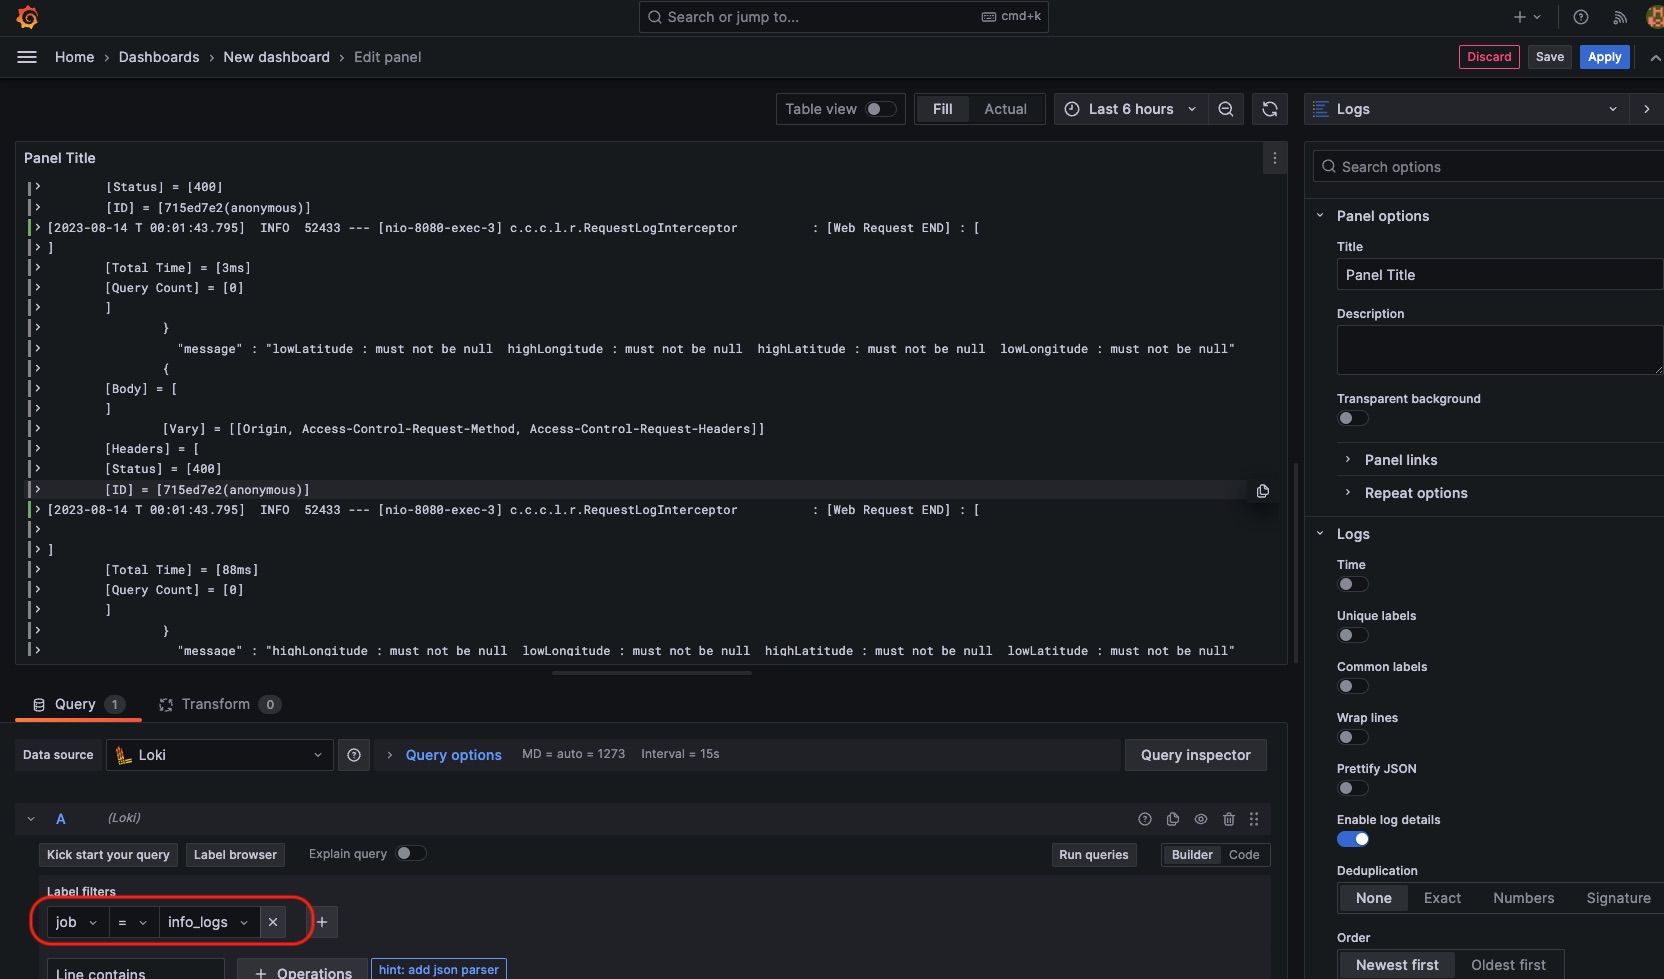 Search or jump to... cmd+k
Home › Dashboards › New dashboard › Edit panel
Discard Save Apply
Table view Fill Actual Last 6 hours
Logs
Panel Title
[Status] = [400]
[ID] = [715ed7e2(anonymous)]
[2023-08-14 T 00:01:43.795] INFO 52433 --- [nio-8080-exec-3] c.c.c.l.r.RequestLogInterceptor : [Web Request END] : [
]
[Total Time] = [3ms]
[Query Count] = [0]
]
}
"message" : "lowLatitude : must not be null highLongitude : must not be null highLatitude : must not be null lowLongitude : must not be null"
{
[Body] = [
]
[Vary] = [[Origin, Access-Control-Request-Method, Access-Control-Request-Headers]]
[Headers] = [
[Status] = [400]
[ID] = [715ed7e2(anonymous)]
[2023-08-14 T 00:01:43.795] INFO 52433 --- [nio-8080-exec-3] c.c.c.l.r.RequestLogInterceptor : [Web Request END] : [
]
[Total Time] = [88ms]
[Query Count] = [0]
]
}
"message" : "highLongitude : must not be null lowLongitude : must not be null highLatitude : must not be null lowLatitude : must not be null"
Query 1 Transform 0
Data source Loki Query options MD = auto = 1273 Interval = 15s Query inspector
A (Loki)
Kick start your query Label browser Explain query Run queries Builder Code
Label filters
job = info_logs × +
Line contains + Operations hint: add json parser
Search options
Panel options
Title
Panel Title
Description
Transparent background
Panel links
Repeat options
Logs
Time
Unique labels
Common labels
Wrap lines
Prettify JSON
Enable log details
Deduplication
None Exact Numbers Signature
Order
Newest first Oldest first